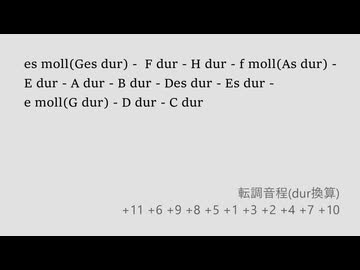 es moll(Ges dur) -  F dur - H dur - f moll(As dur) -
E dur - A dur - B dur - Des dur - Es dur -
e moll(G dur) - D dur - C dur
転調音程(dur換算)
+11 +6 +9 +8 +5 +1 +3 +2 +4 +7 +10